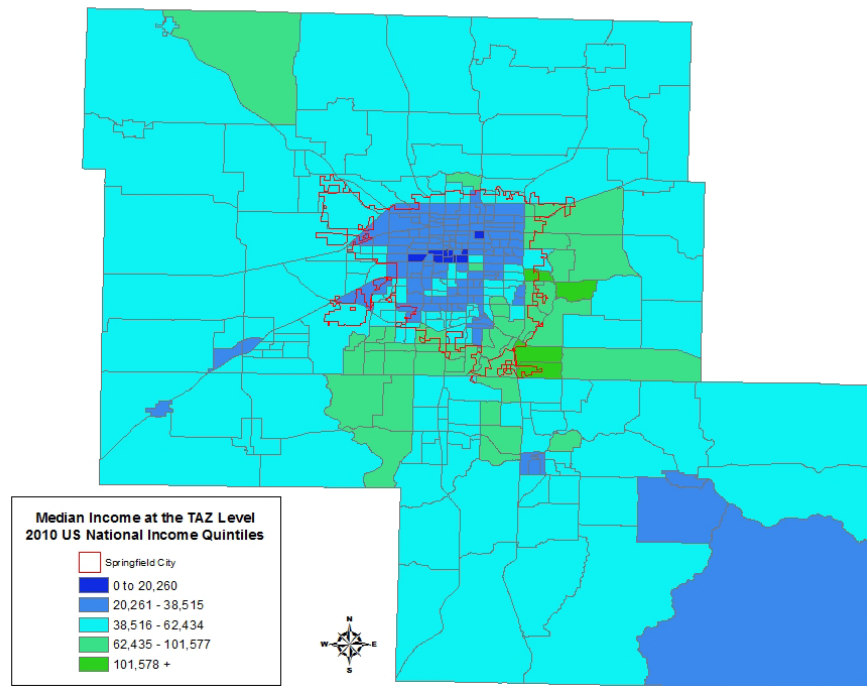 Median Income at the TAZ Level
2010 US National Income Quintiles
Springfield City
0 to 20,260
20,261 - 38,515
38,516 - 62,434
62,435 - 101,577
101,578 +
N
W E
S